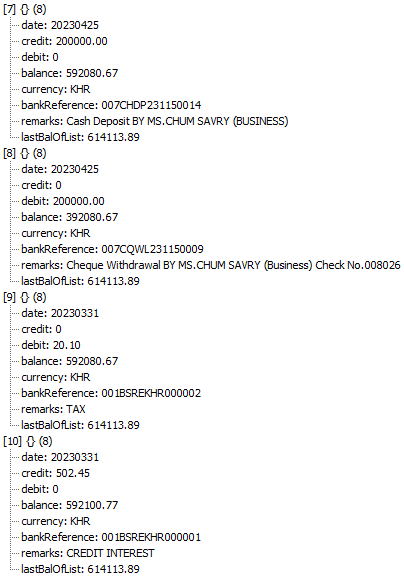 [7] {} (8)
date: 20230425
credit: 200000.00
debit: 0
balance: 592080.67
currency: KHR
bankReference: 007CHDP231150014
remarks: Cash Deposit BY MS.CHUM SAVRY (BUSINESS)
lastBalOfList: 614113.89
[8] {} (8)
date: 20230425
credit: 0
debit: 200000.00
balance: 392080.67
currency: KHR
bankReference: 007CQWL231150009
remarks: Cheque Withdrawal BY MS.CHUM SAVRY (Business) Check No.008026
lastBalOfList: 614113.89
[9] {} (8)
date: 20230331
credit: 0
debit: 20.10
balance: 592080.67
currency: KHR
bankReference: 001BSREKHR000002
remarks: TAX
lastBalOfList: 614113.89
[10] {} (8)
date: 20230331
credit: 502.45
debit: 0
balance: 592100.77
currency: KHR
bankReference: 001BSREKHR000001
remarks: CREDIT INTEREST
lastBalOfList: 614113.89